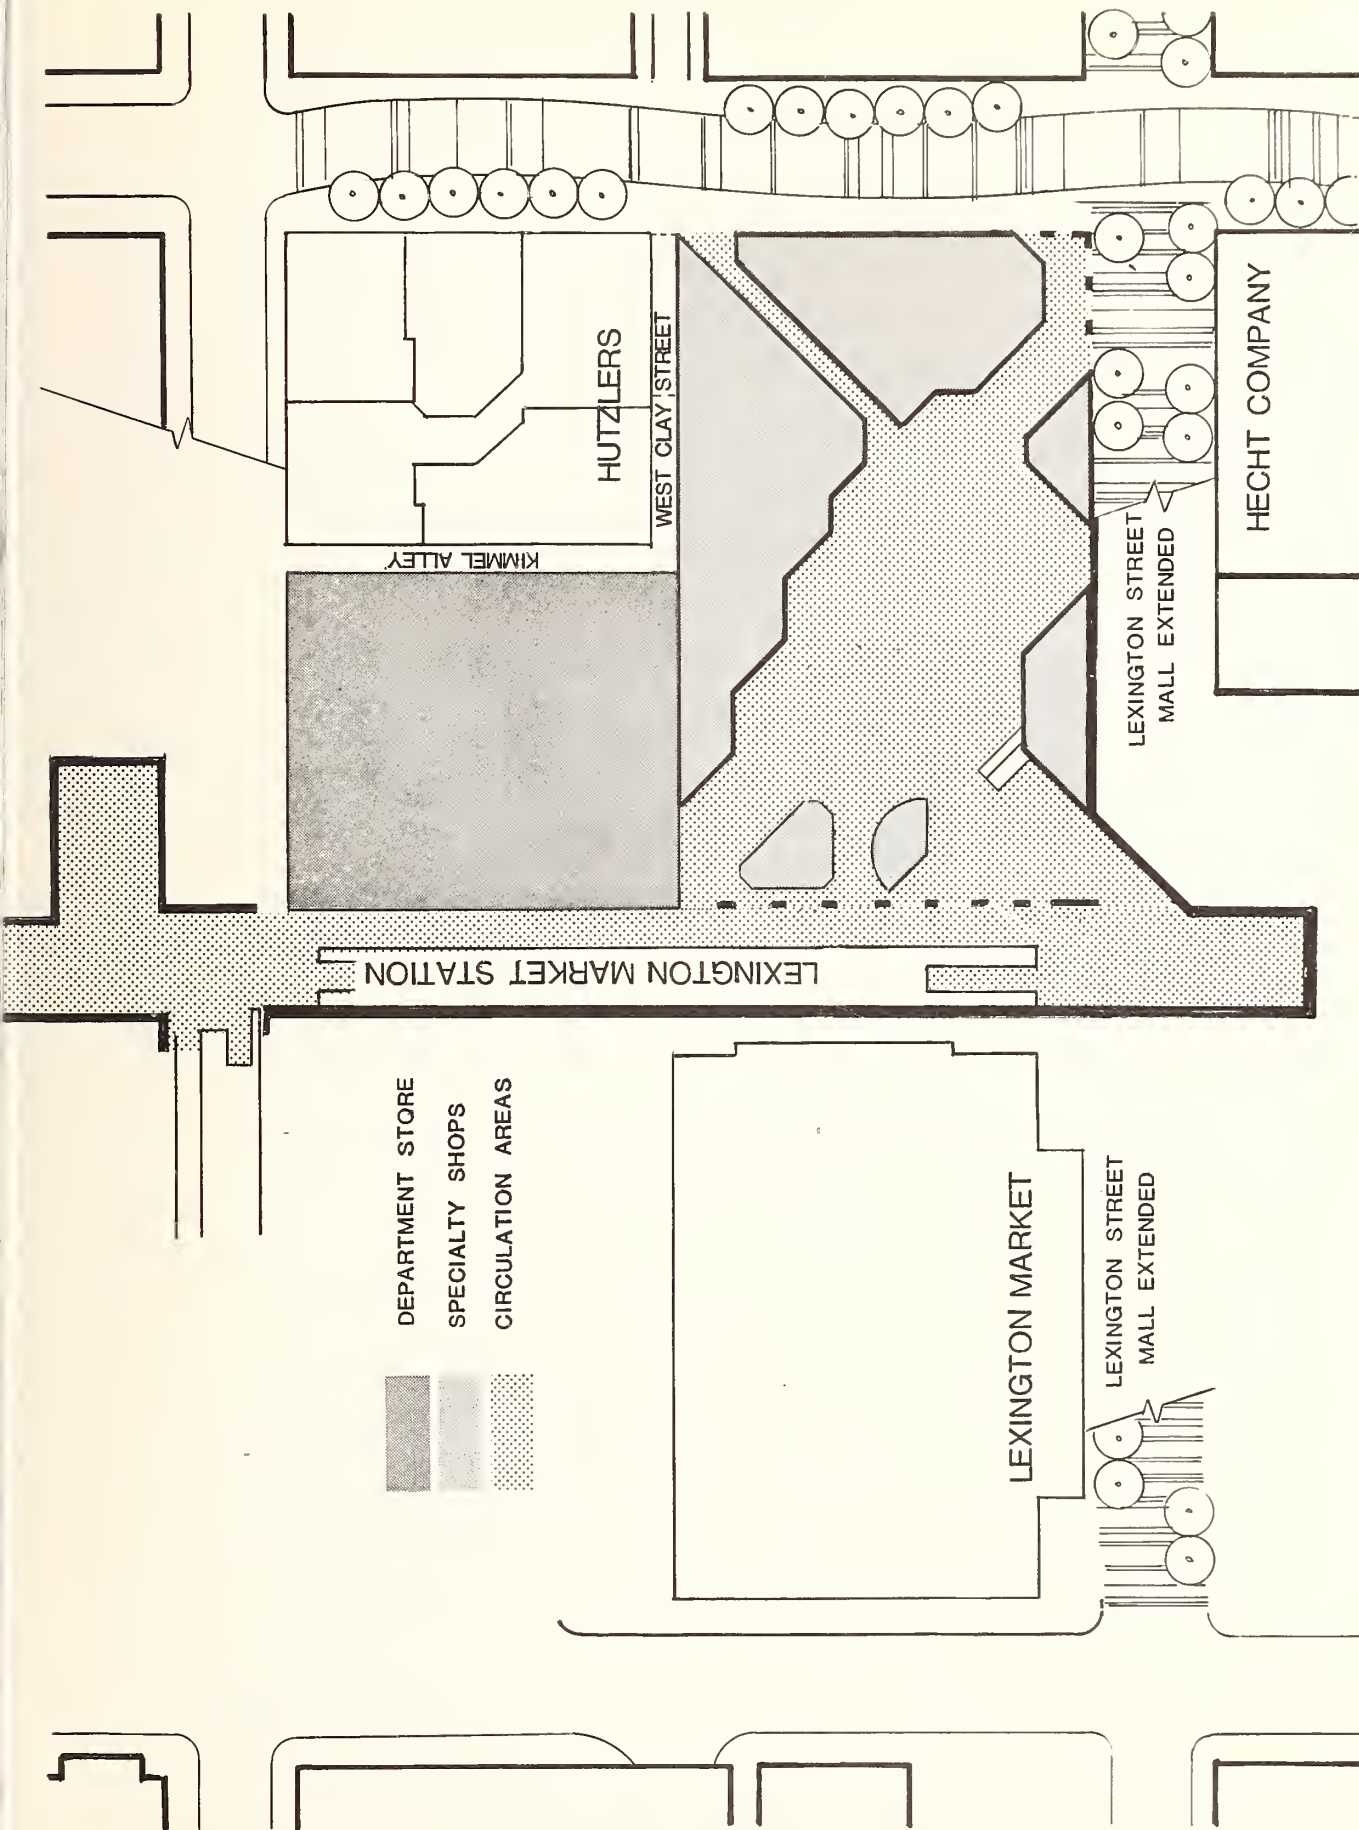 DEPARTMENT STORE
SPECIALTY SHOPS
CIRCULATION AREAS
LEXINGTON MARKET
LEXINGTON STREET
MALL EXTENDED
LEXINGTON MARKET STATION
KIMMEL ALLEY
HUTZLERS
WEST CLAY STREET
LEXINGTON STREET
MALL EXTENDED
HECHT COMPANY